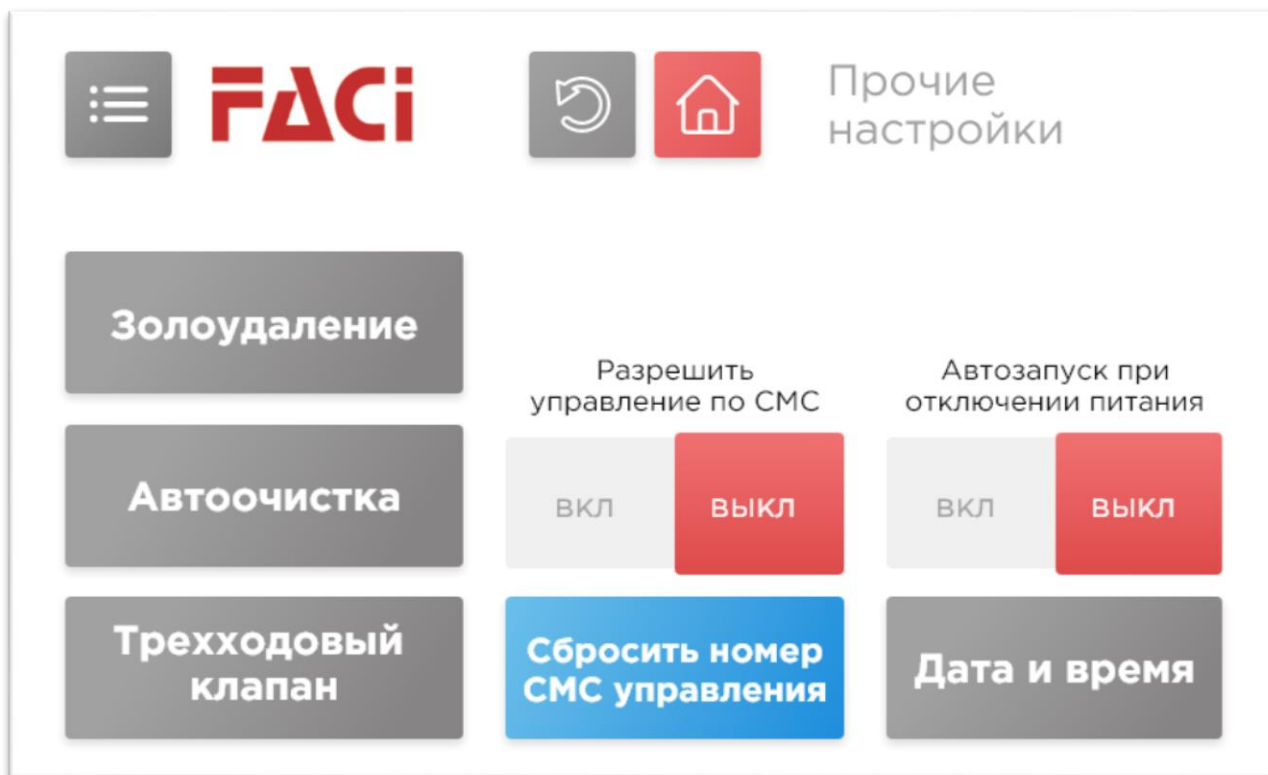 FACi
Прочие
настройки
Золоудаление
Разрешить
управление по СМС
Автозапуск при
отключении питания
Автоочистка
ВКЛ
ВЫКЛ
ВКЛ
ВЫКЛ
Трехходовый
клапан
Сбросить номер
СМС управления
Дата и время